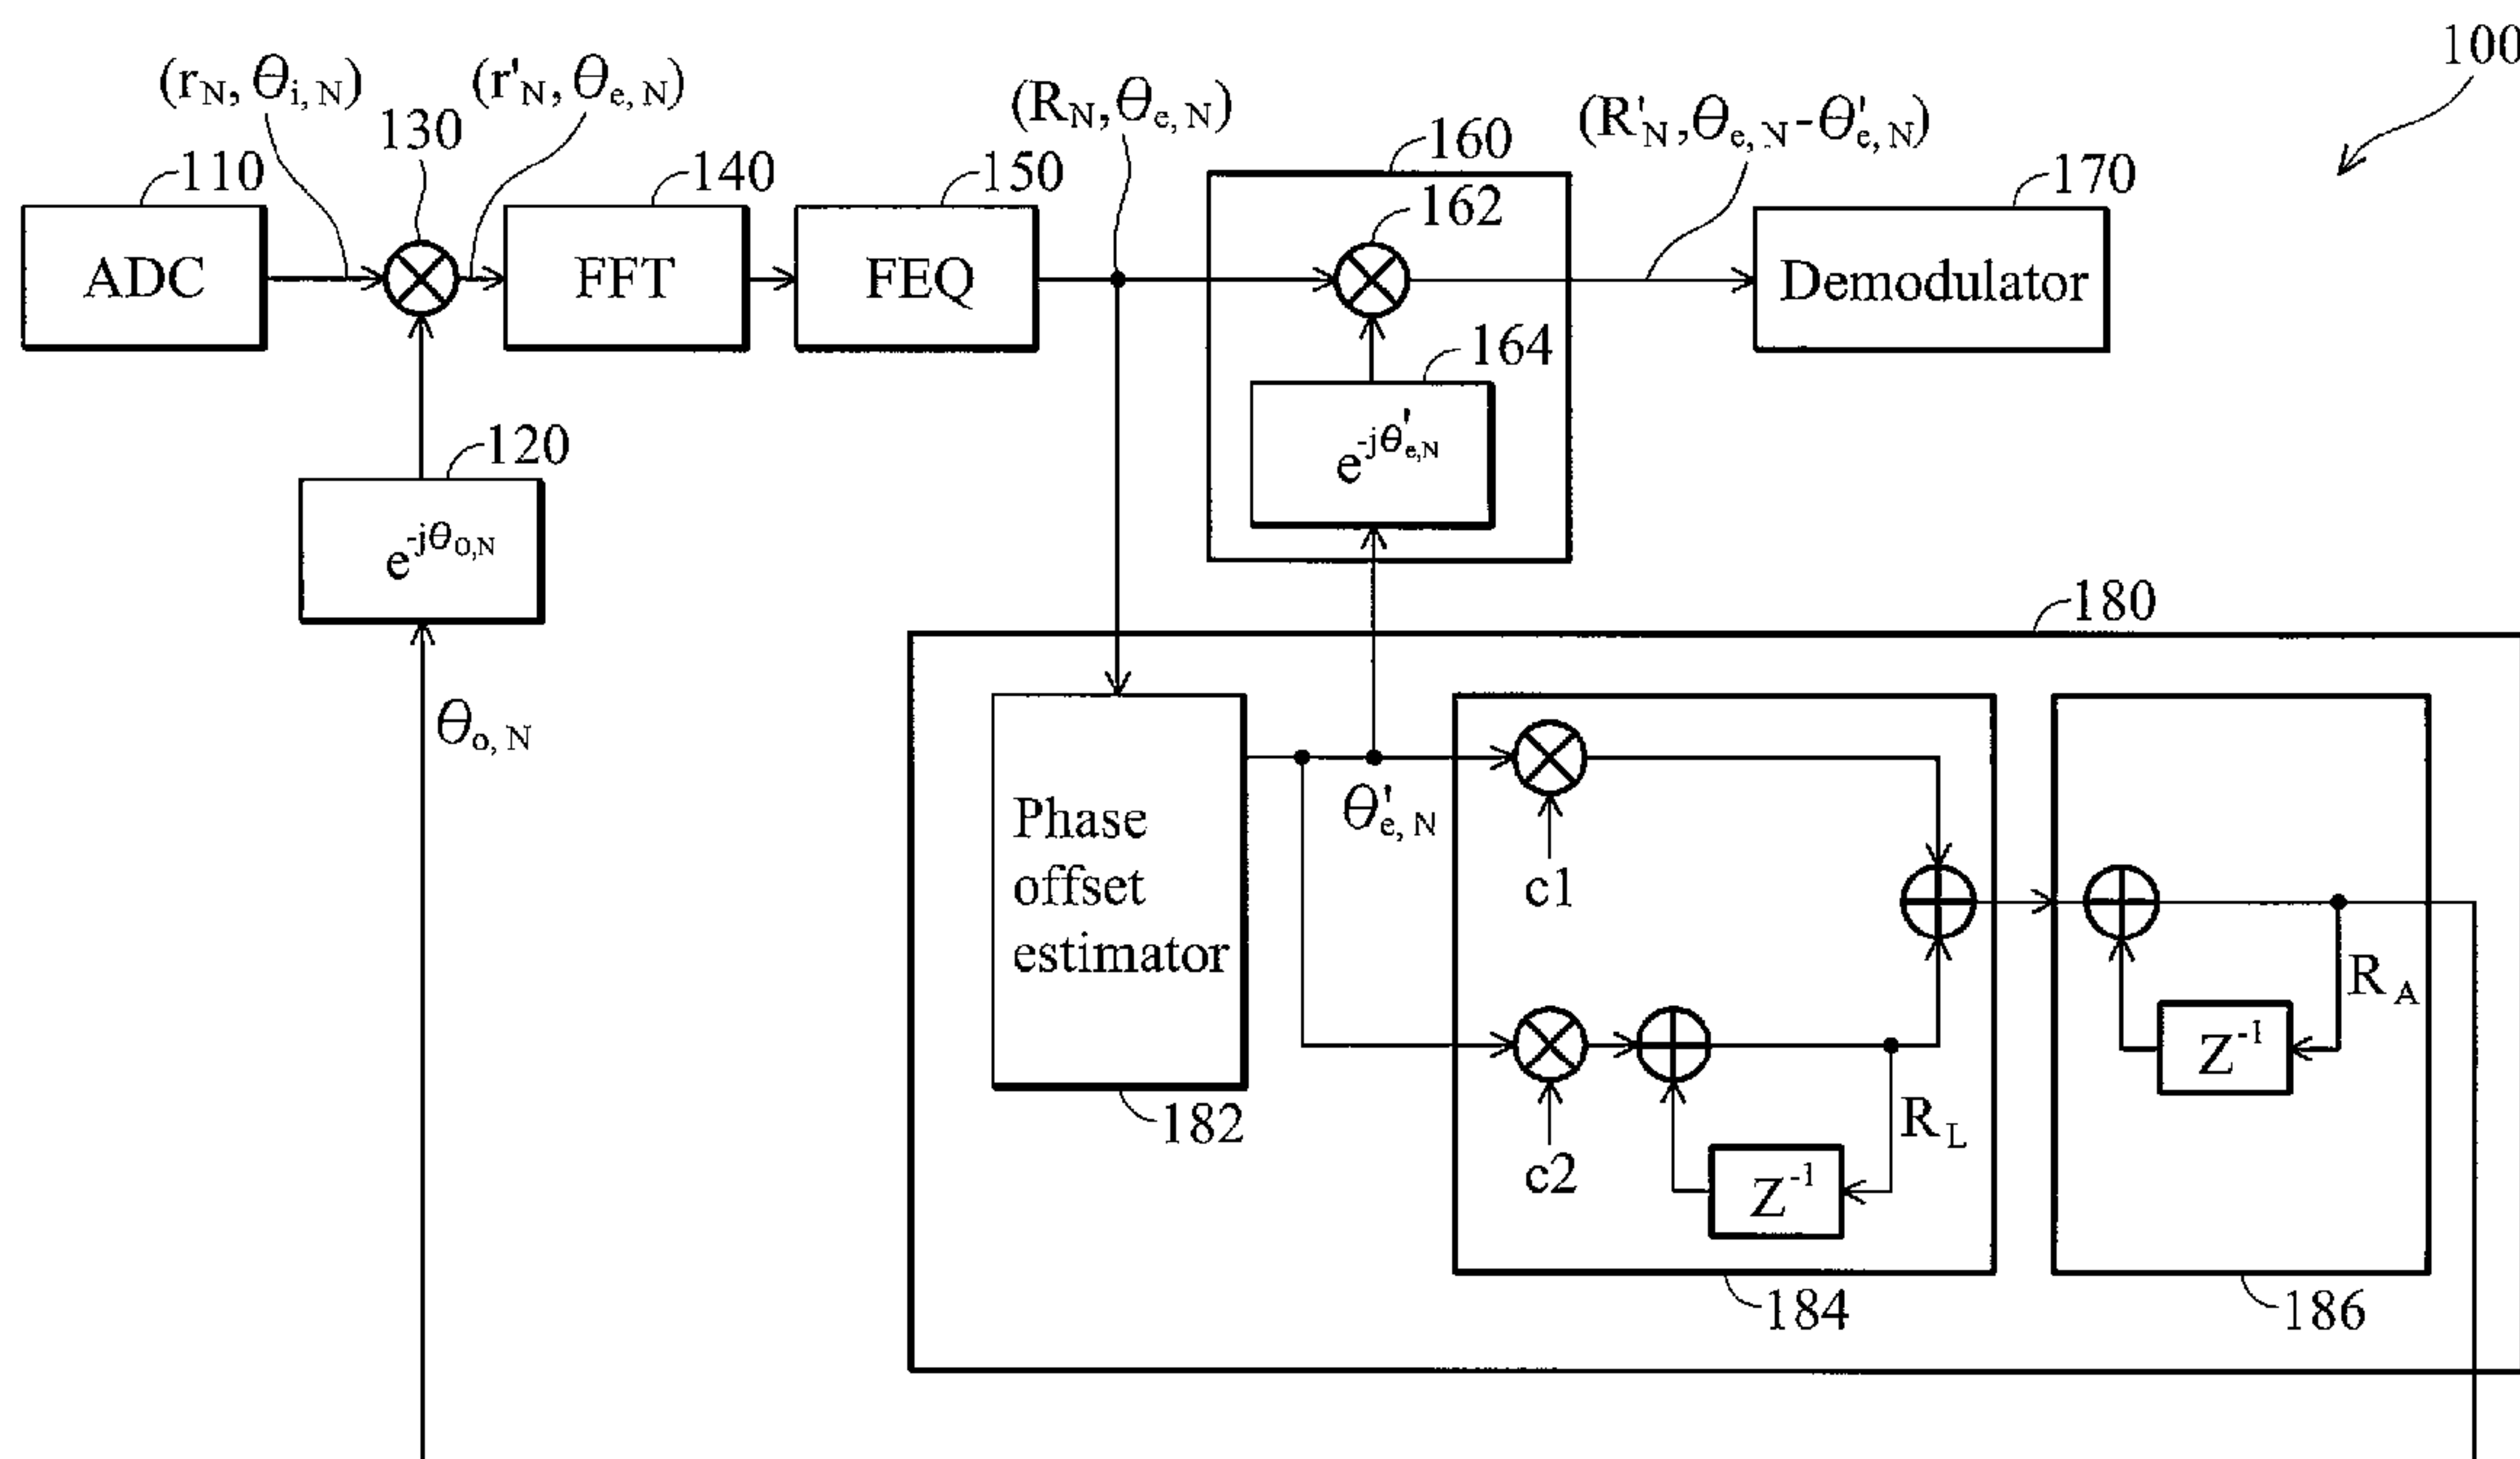 100
(r_N, θ_i, N) (r'_N, θ_e, N)
(R_N, θ_e, N)
(R'_N, θ_e, N - θ'_e, N)
130
160
110
140
150
162
170
ADC
FFT
FEQ
Demodulator
164
e^-jθ'_e,N
120
e^-jθ_0,N
180
θ_o, N
Phase
offset
estimator
θ'_e, N
c1
R_A
Z^-1
182
R_L
c2
Z^-1
184
186